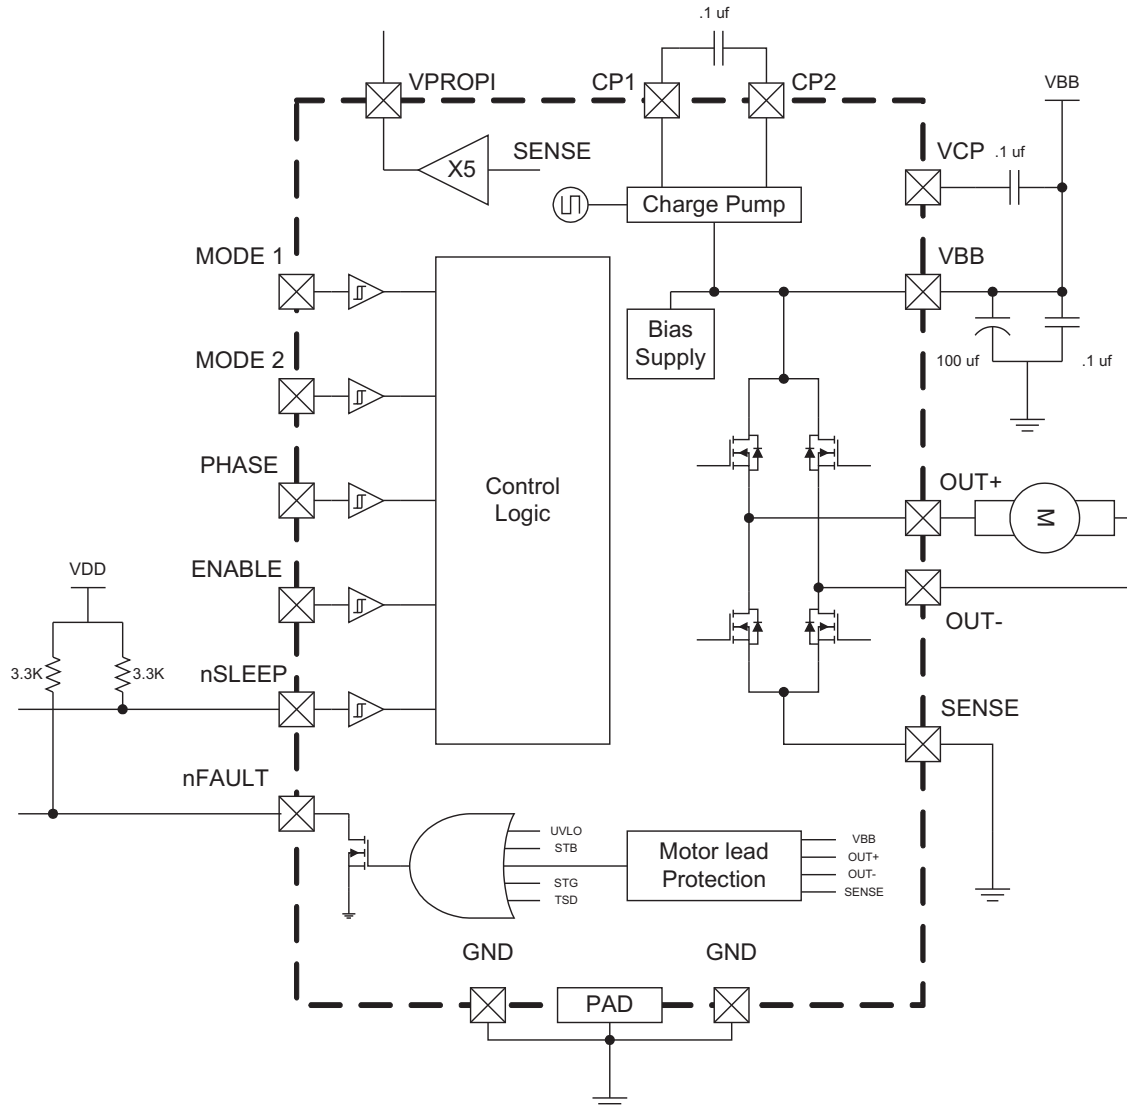 .1 uf
VPROPI
CP1
CP2
VBB
X5
SENSE
VCP
.1 uf
Charge Pump
MODE 1
VBB
Bias
Supply
100 uf
.1 uf
MODE 2
PHASE
Control
Logic
OUT+
M
ENABLE
VDD
OUT-
3.3K
3.3K
nSLEEP
SENSE
nFAULT
UVLO
STB
STG
TSD
Motor lead
Protection
VBB
OUT+
OUT-
SENSE
GND
GND
PAD